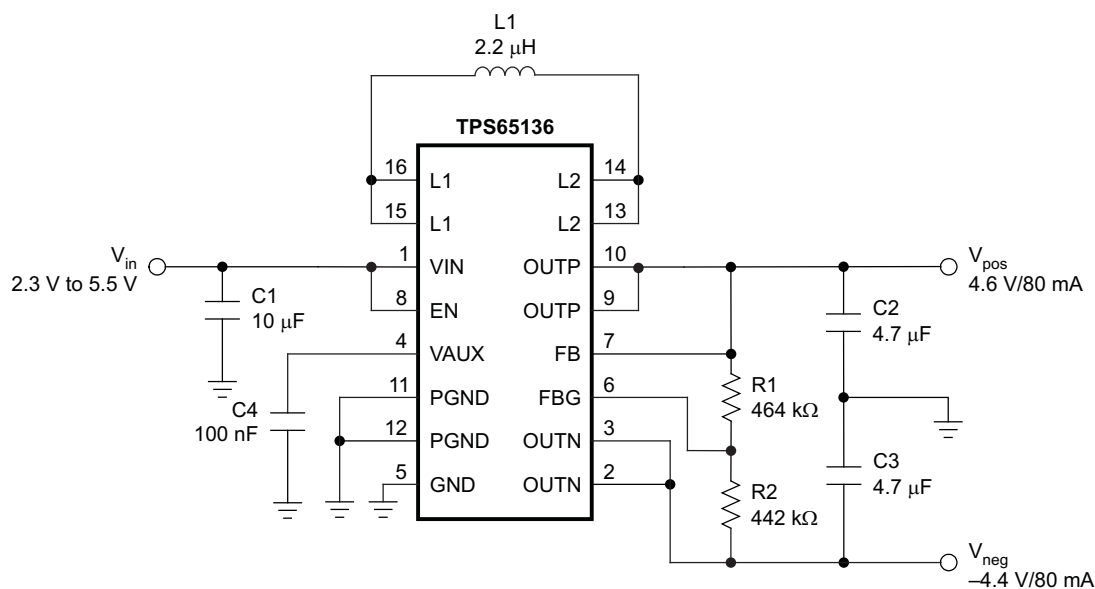 L1
2.2 μH
TPS65136
16
L1
L2
14
15
L1
L2
13
V_in
2.3 V to 5.5 V
1
VIN
OUTP
10
V_pos
4.6 V/80 mA
C1
10 μF
8
EN
OUTP
9
C2
4.7 μF
4
VAUX
FB
7
C4
100 nF
11
PGND
FBG
6
R1
464 kΩ
12
PGND
OUTN
3
C3
4.7 μF
5
GND
OUTN
2
R2
442 kΩ
V_neg
–4.4 V/80 mA